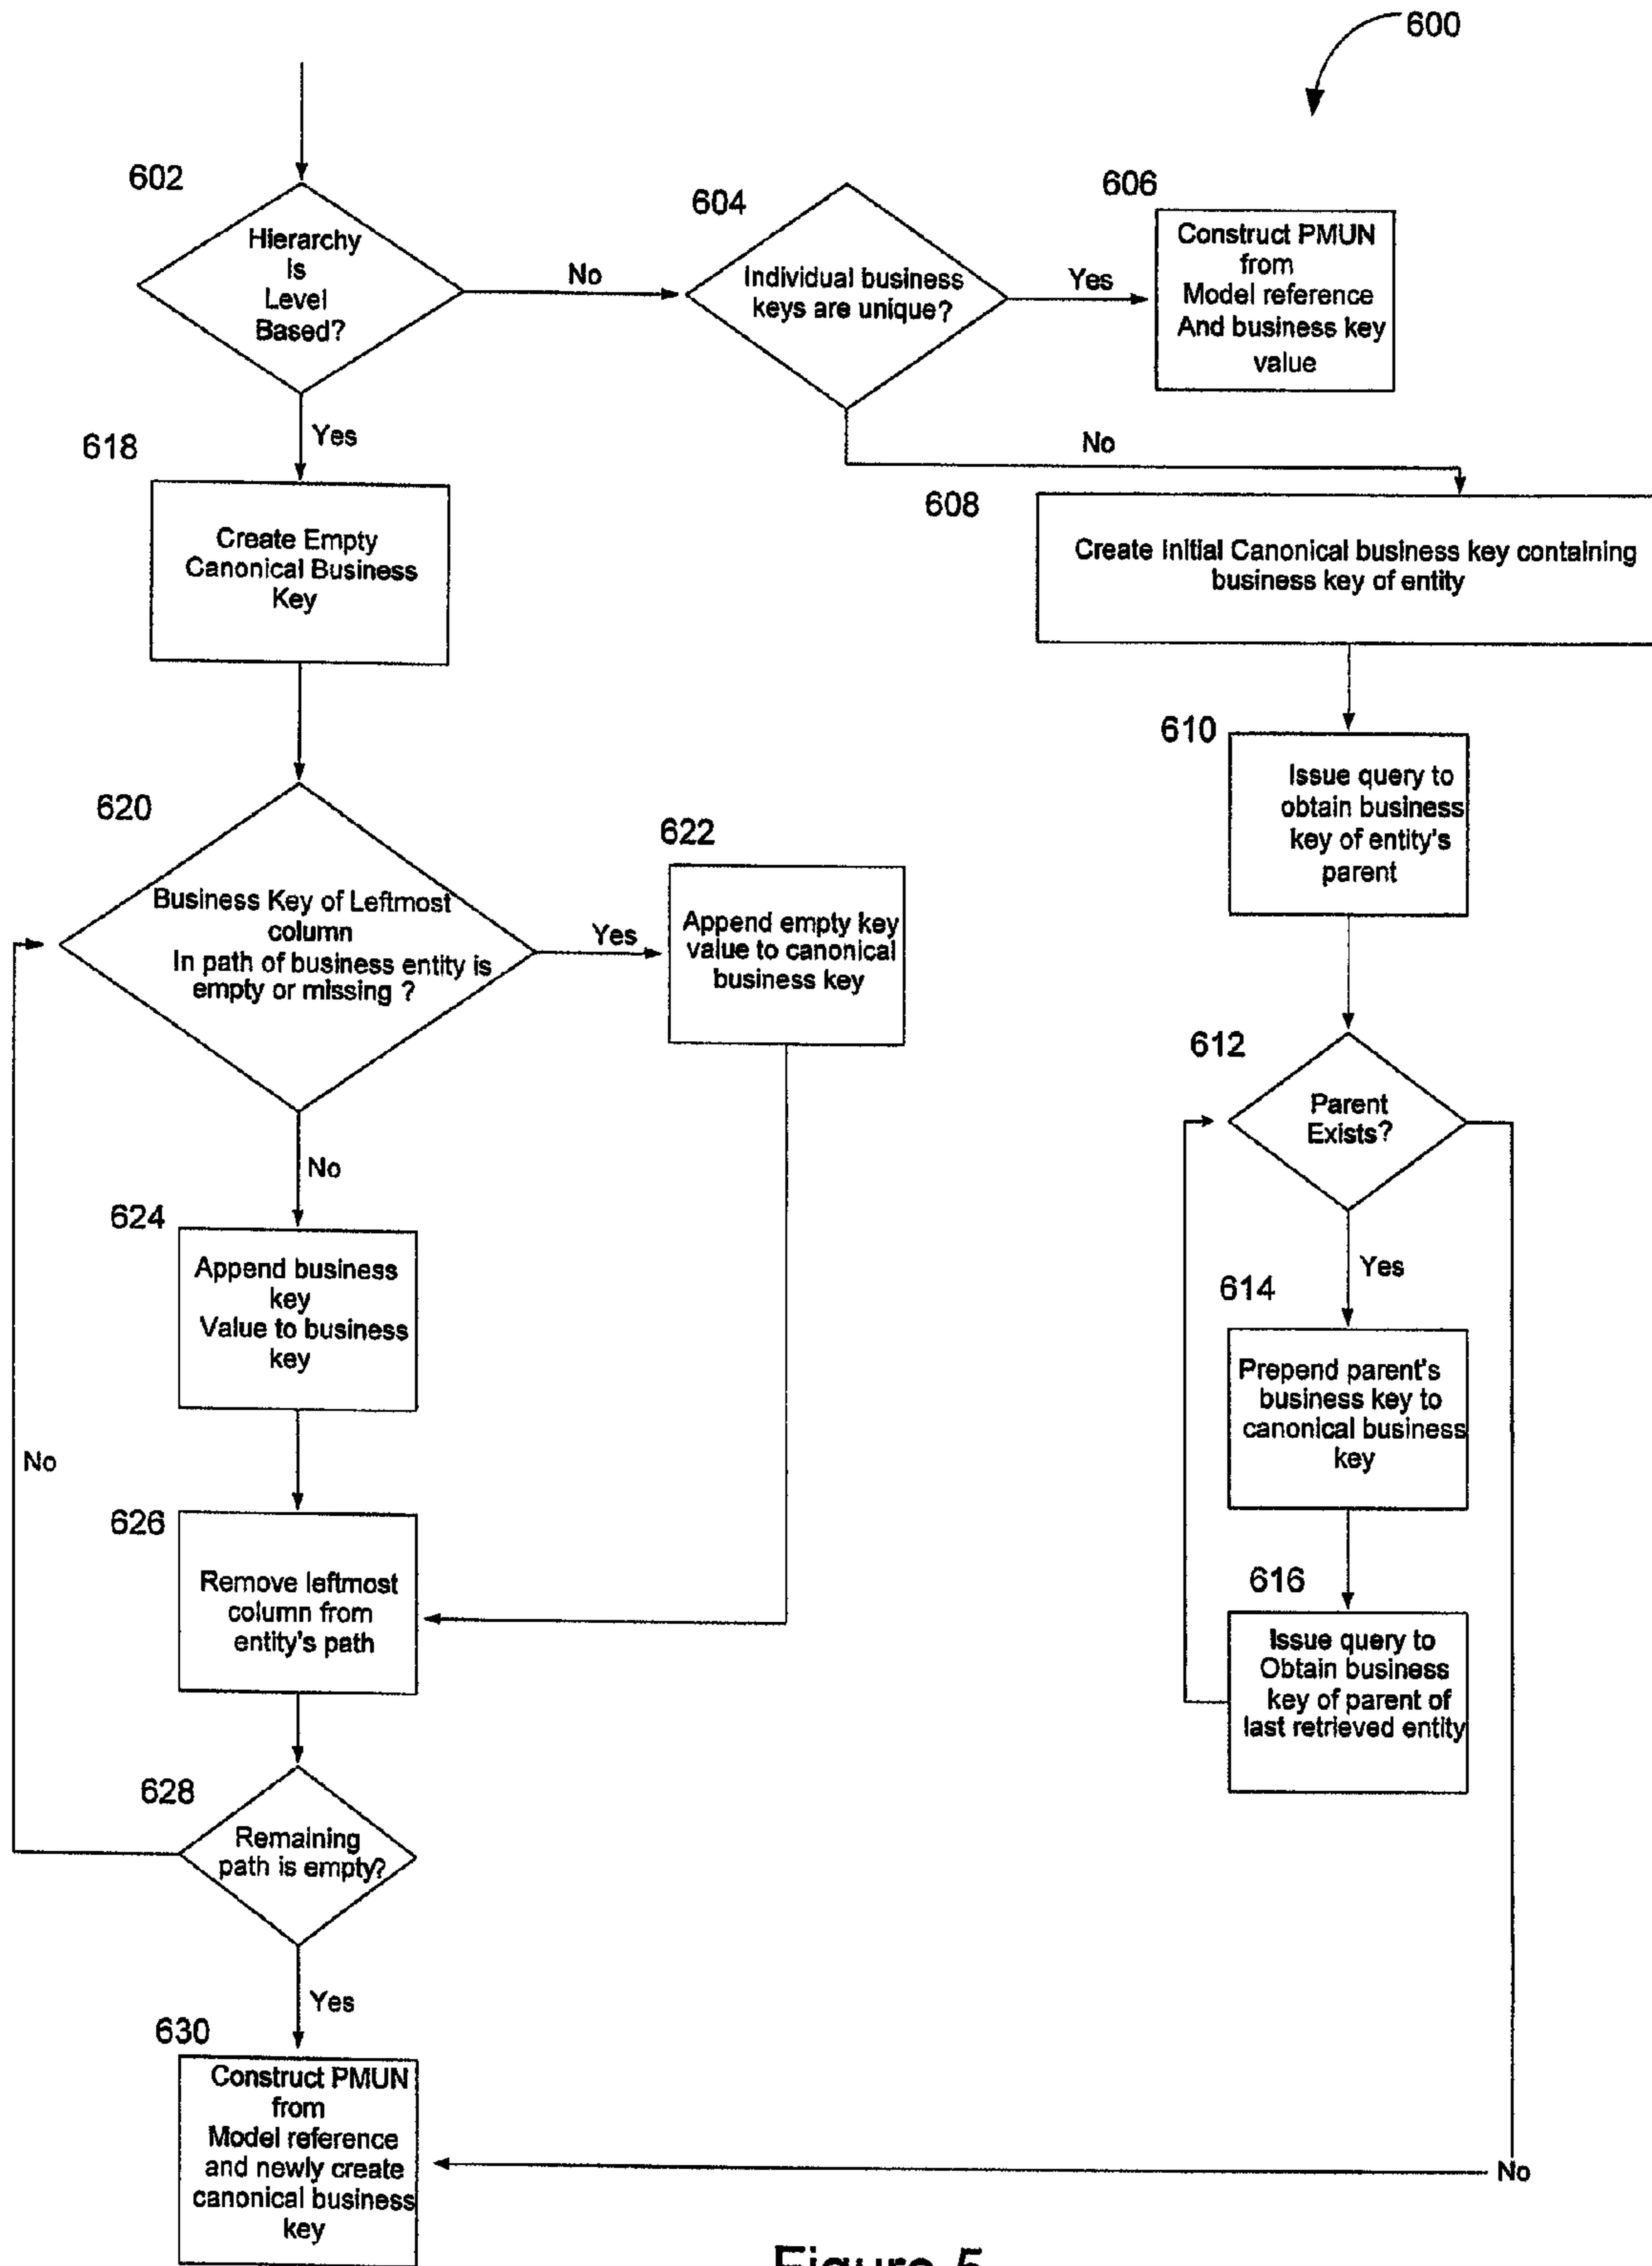 600
602
Hierarchy
is
Level
Based?
No
604
Individual business
keys are unique?
Yes
606
Construct PMUN
from
Model reference
And business key
value
Yes
No
618
Create Empty
Canonical Business
Key
608
Create Initial Canonical business key containing
business key of entity
610
Issue query to
obtain business
key of entity's
parent
620
Business Key of Leftmost
column
In path of business entity is
empty or missing ?
Yes
622
Append empty key
value to canonical
business key
612
Parent
Exists?
No
624
Append business
key
Value to business
key
Yes
614
Prepend parent's
business key to
canonical business
key
No
626
Remove leftmost
column from
entity's path
616
Issue query to
Obtain business
key of parent of
last retrieved entity
628
Remaining
path is empty?
Yes
630
Construct PMUN
from
Model reference
and newly create
canonical business
key
No
Figure 5